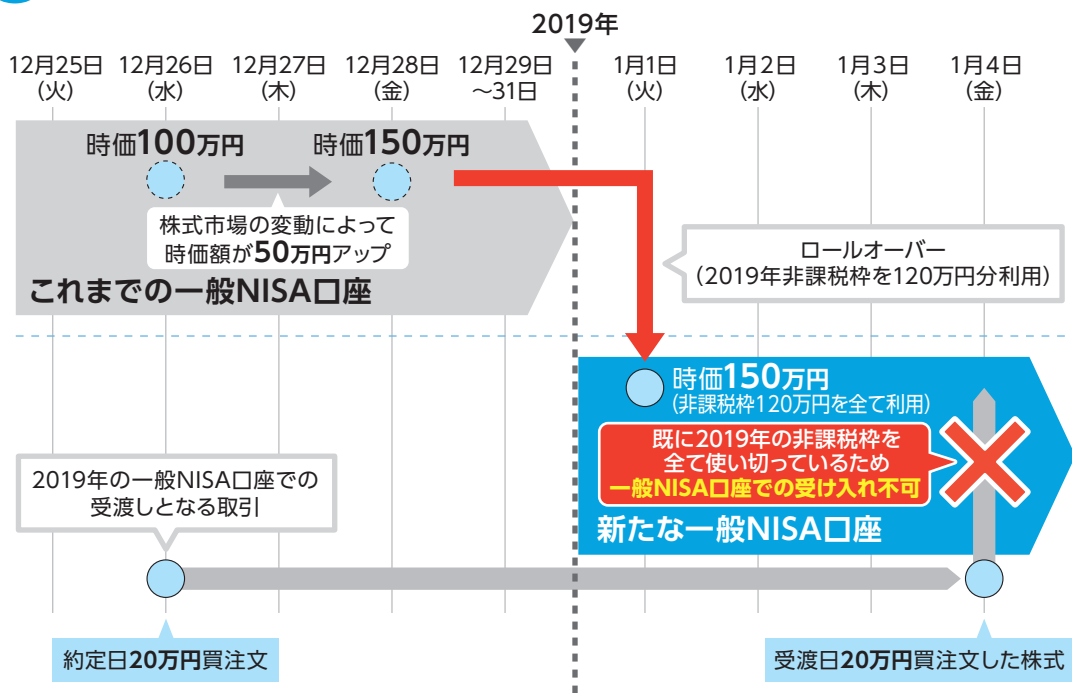 2019年
12月25日
(火)
12月26日
(水)
12月27日
(木)
12月28日
(金)
12月29日
～31日
1月1日
(火)
1月2日
(水)
1月3日
(木)
1月4日
(金)
時価100万円
時価150万円
株式市場の変動によって
時価額が50万円アップ
これまでの一般NISA口座
ロールオーバー
(2019年非課税枠を120万円分利用)
時価150万円
(非課税枠120万円を全て利用)
既に2019年の非課税枠を
全て使い切っているため
一般NISA口座での受け入れ不可
新たな一般NISA口座
2019年の一般NISA口座での
受渡しとなる取引
約定日20万円買注文
受渡日20万円買注文した株式